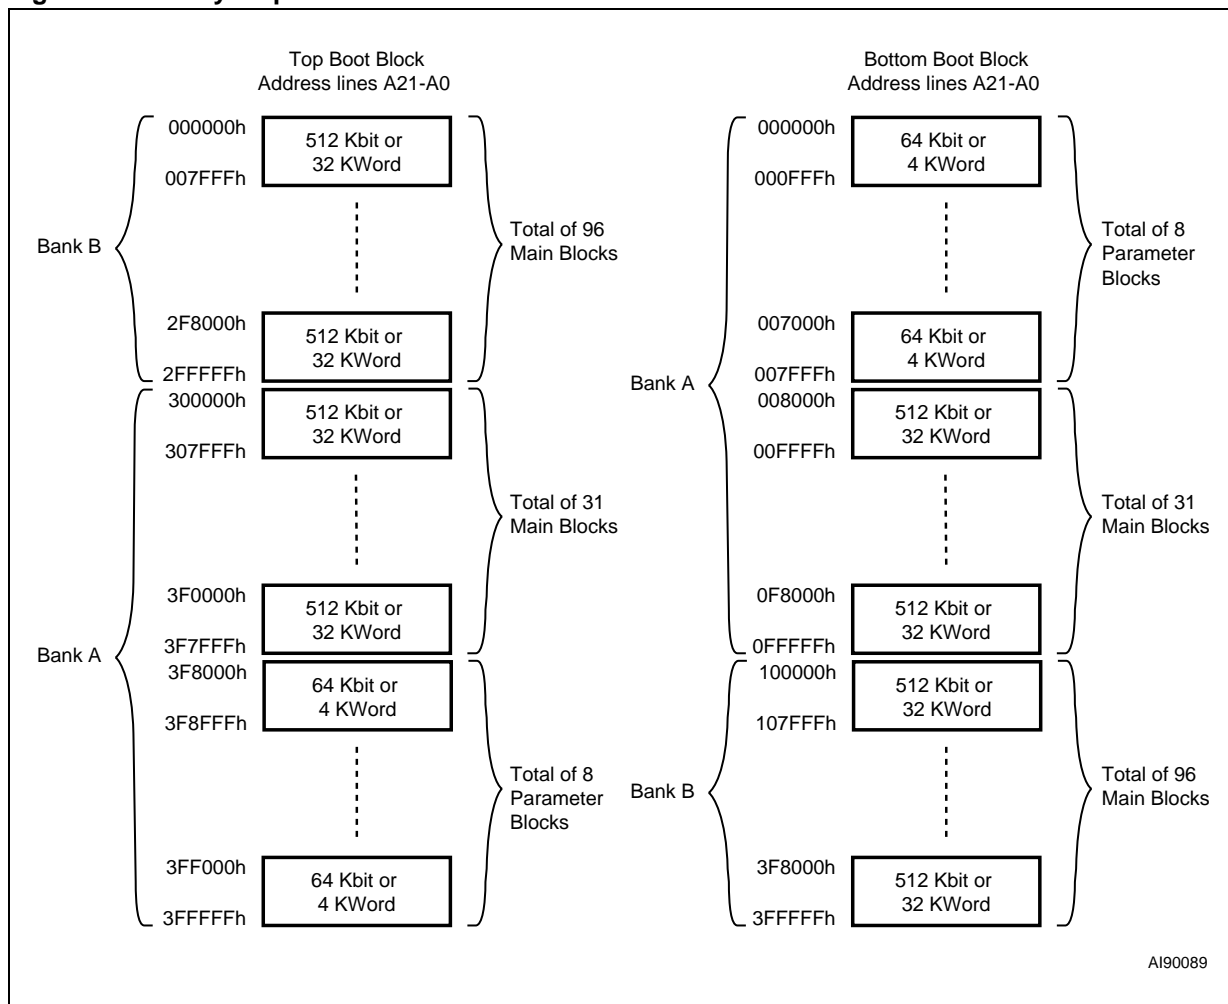 Top Boot Block
Address lines A21-A0
000000h
512 Kbit or
32 KWord
007FFFh
Bank B
Total of 96
Main Blocks
2F8000h
512 Kbit or
32 KWord
2FFFFFh
300000h
512 Kbit or
32 KWord
307FFFh
Total of 31
Main Blocks
3F0000h
512 Kbit or
32 KWord
3F7FFFh
Bank A
3F8000h
64 Kbit or
4 KWord
3F8FFFh
Total of 8
Parameter
Blocks
3FF000h
64 Kbit or
4 KWord
3FFFFFh
Bottom Boot Block
Address lines A21-A0
000000h
64 Kbit or
4 KWord
000FFFh
Total of 8
Parameter
Blocks
007000h
64 Kbit or
4 KWord
007FFFh
Bank A
008000h
512 Kbit or
32 KWord
00FFFFh
Total of 31
Main Blocks
0F8000h
512 Kbit or
32 KWord
0FFFFFh
100000h
512 Kbit or
32 KWord
107FFFh
Bank B
Total of 96
Main Blocks
3F8000h
512 Kbit or
32 KWord
3FFFFFh
AI90089